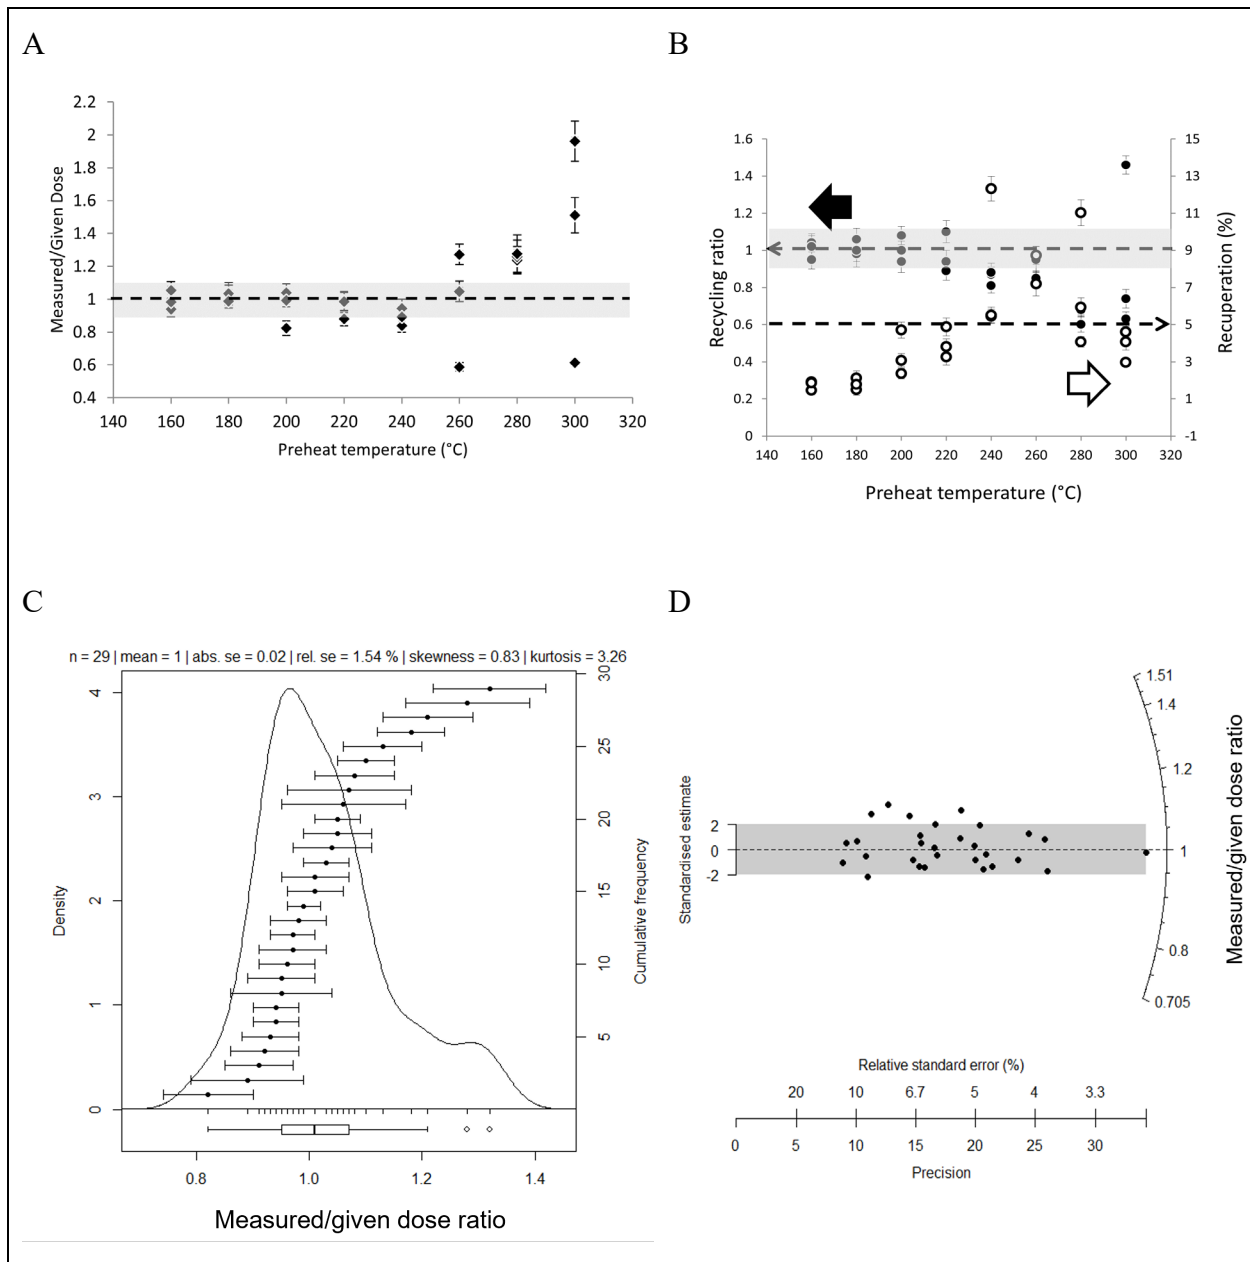 A
B
2.2
2
1.8
1.6
1.4
1.2
1
0.8
0.6
0.4
Measured/Given Dose
140 160 180 200 220 240 260 280 300 320
Preheat temperature (°C)
1.6
1.4
1.2
1
0.8
0.6
0.4
0.2
0
Recycling ratio
15
13
11
9
7
5
3
1
-1
Recuperation (%)
140 160 180 200 220 240 260 280 300 320
Preheat temperature (°C)
C
D
n = 29 | mean = 1 | abs. se = 0.02 | rel. se = 1.54 % | skewness = 0.83 | kurtosis = 3.26
4
3
2
1
0
Density
30
25
20
15
10
5
Cumulative frequency
0.8 1.0 1.2 1.4
Measured/given dose ratio
Standardised estimate
2
0
-2
1.51
1.4
1.2
1
0.8
0.705
Measured/given dose ratio
Relative standard error (%)
20 10 6.7 5 4 3.3
0 5 10 15 20 25 30
Precision